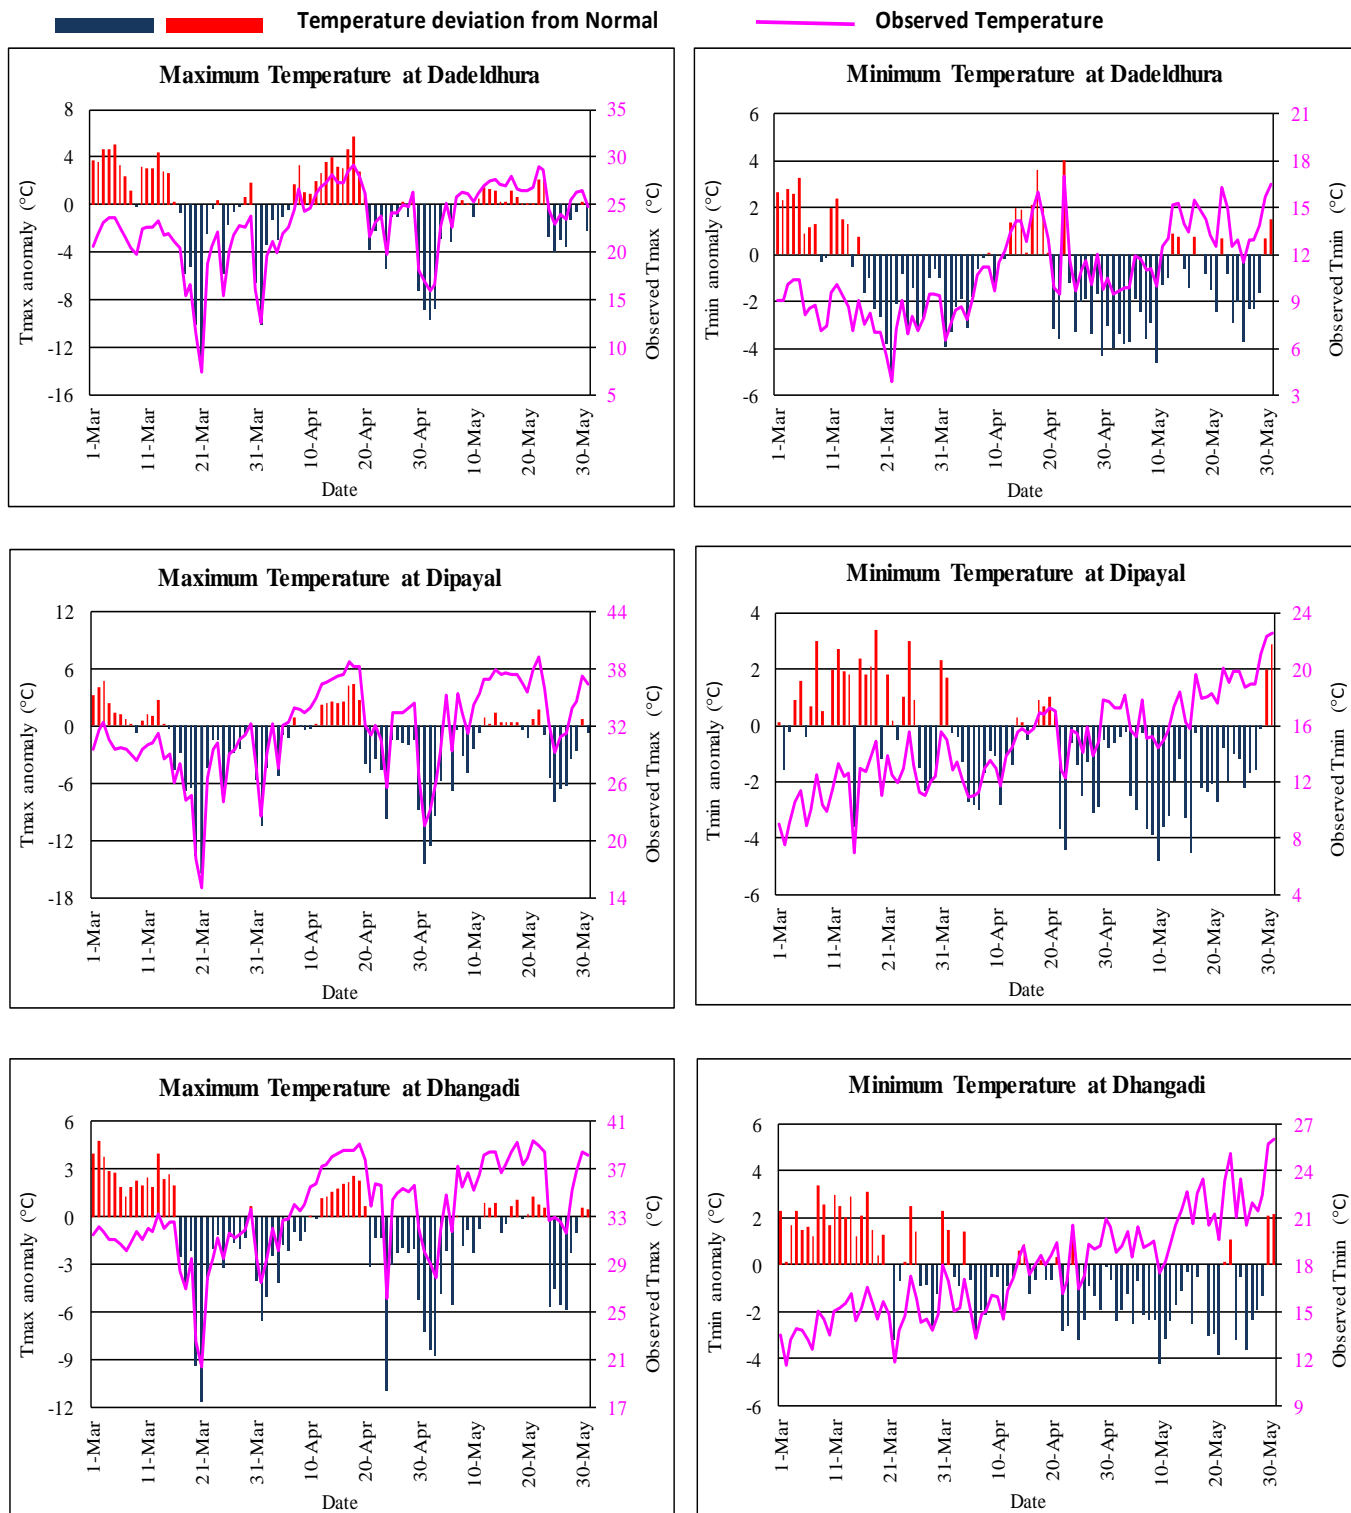 Temperature deviation from Normal Observed Temperature
Maximum Temperature at Dadeldhura
8
4
0
-4
-8
-12
-16
35
30
25
20
15
10
5
Tmax anomaly (°C)
Observed Tmax (°C)
1-Mar 11-Mar 21-Mar 31-Mar 10-Apr 20-Apr 30-Apr 10-May 20-May 30-May
Date
Minimum Temperature at Dadeldhura
6
4
2
0
-2
-4
-6
21
18
15
12
9
6
3
Tmin anomaly (°C)
Observed Tmin (°C)
1-Mar 11-Mar 21-Mar 31-Mar 10-Apr 20-Apr 30-Apr 10-May 20-May 30-May
Date
Maximum Temperature at Dipayal
12
6
0
-6
-12
-18
44
38
32
26
20
14
Tmax anomaly (°C)
Observed Tmax (°C)
1-Mar 11-Mar 21-Mar 31-Mar 10-Apr 20-Apr 30-Apr 10-May 20-May 30-May
Date
Minimum Temperature at Dipayal
4
2
0
-2
-4
-6
24
20
16
12
8
4
Tmin anomaly (°C)
Observed Tmin (°C)
1-Mar 11-Mar 21-Mar 31-Mar 10-Apr 20-Apr 30-Apr 10-May 20-May 30-May
Date
Maximum Temperature at Dhangadi
6
3
0
-3
-6
-9
-12
41
37
33
29
25
21
17
Tmax anomaly (°C)
Observed Tmax (°C)
1-Mar 11-Mar 21-Mar 31-Mar 10-Apr 20-Apr 30-Apr 10-May 20-May 30-May
Date
Minimum Temperature at Dhangadi
6
4
2
0
-2
-4
-6
27
24
21
18
15
12
9
Tmin anomaly (°C)
Observed Tmin (°C)
1-Mar 11-Mar 21-Mar 31-Mar 10-Apr 20-Apr 30-Apr 10-May 20-May 30-May
Date